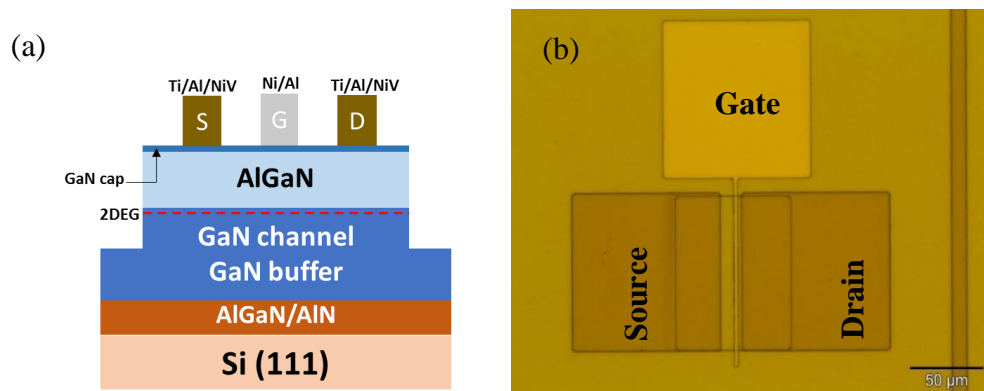 (a)
Ti/Al/NiV
Ni/Al
Ti/Al/NiV
S
G
D
GaN cap
AlGaN
2DEG
GaN channel
GaN buffer
AlGaN/AlN
Si (111)
(b)
Gate
Source
Drain
50 µm